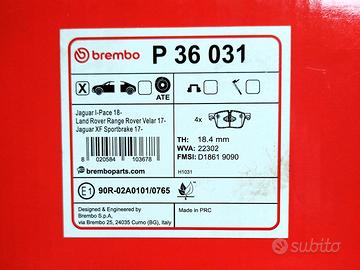 brembo P 36 031
X
ATE
4x
Jaguar I-Pace 18-
Land Rover Range Rover Velar 17-
Jaguar XF Sportbrake 17-
8 020584 103678
TH: 18.4 mm
WVA: 22302
FMSI: D1861 9090
H1031
bremboparts.com
E1 90R-02A0101/0765
Designed & Engineered by
Brembo S.p.A.
via Brembo 25, 24035 Curno (BG), Italy
Made in PRC
subito